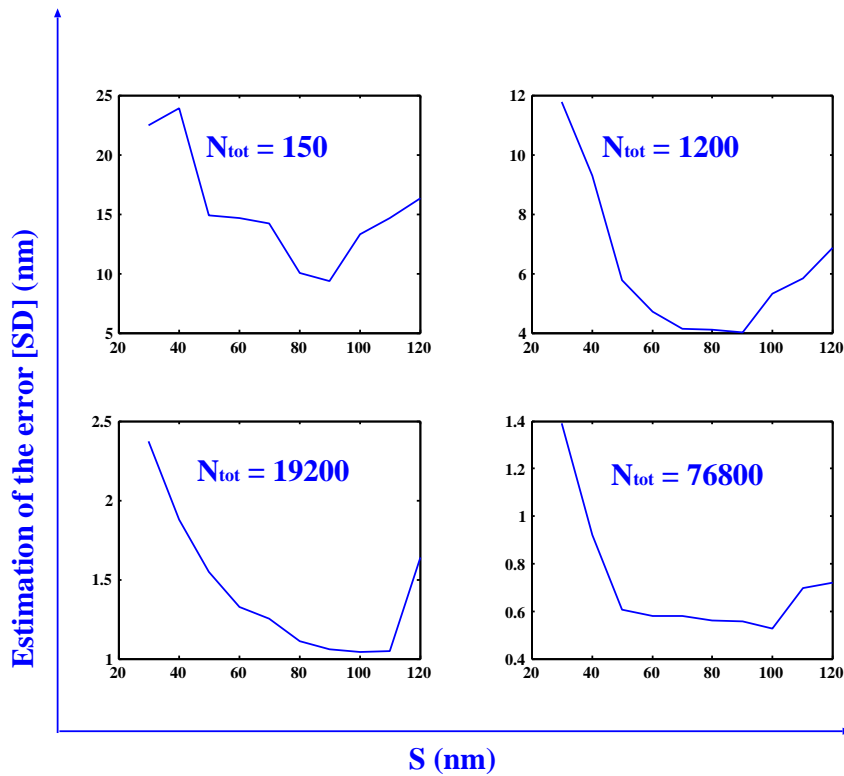 Estimation of the error [SD] (nm)
25
20
15
10
5
20 40 60 80 100 120
Ntot = 150
12
10
8
6
4
20 40 60 80 100 120
Ntot = 1200
2.5
2
1.5
1
20 40 60 80 100 120
Ntot = 19200
1.4
1.2
1
0.8
0.6
0.4
20 40 60 80 100 120
Ntot = 76800
S (nm)